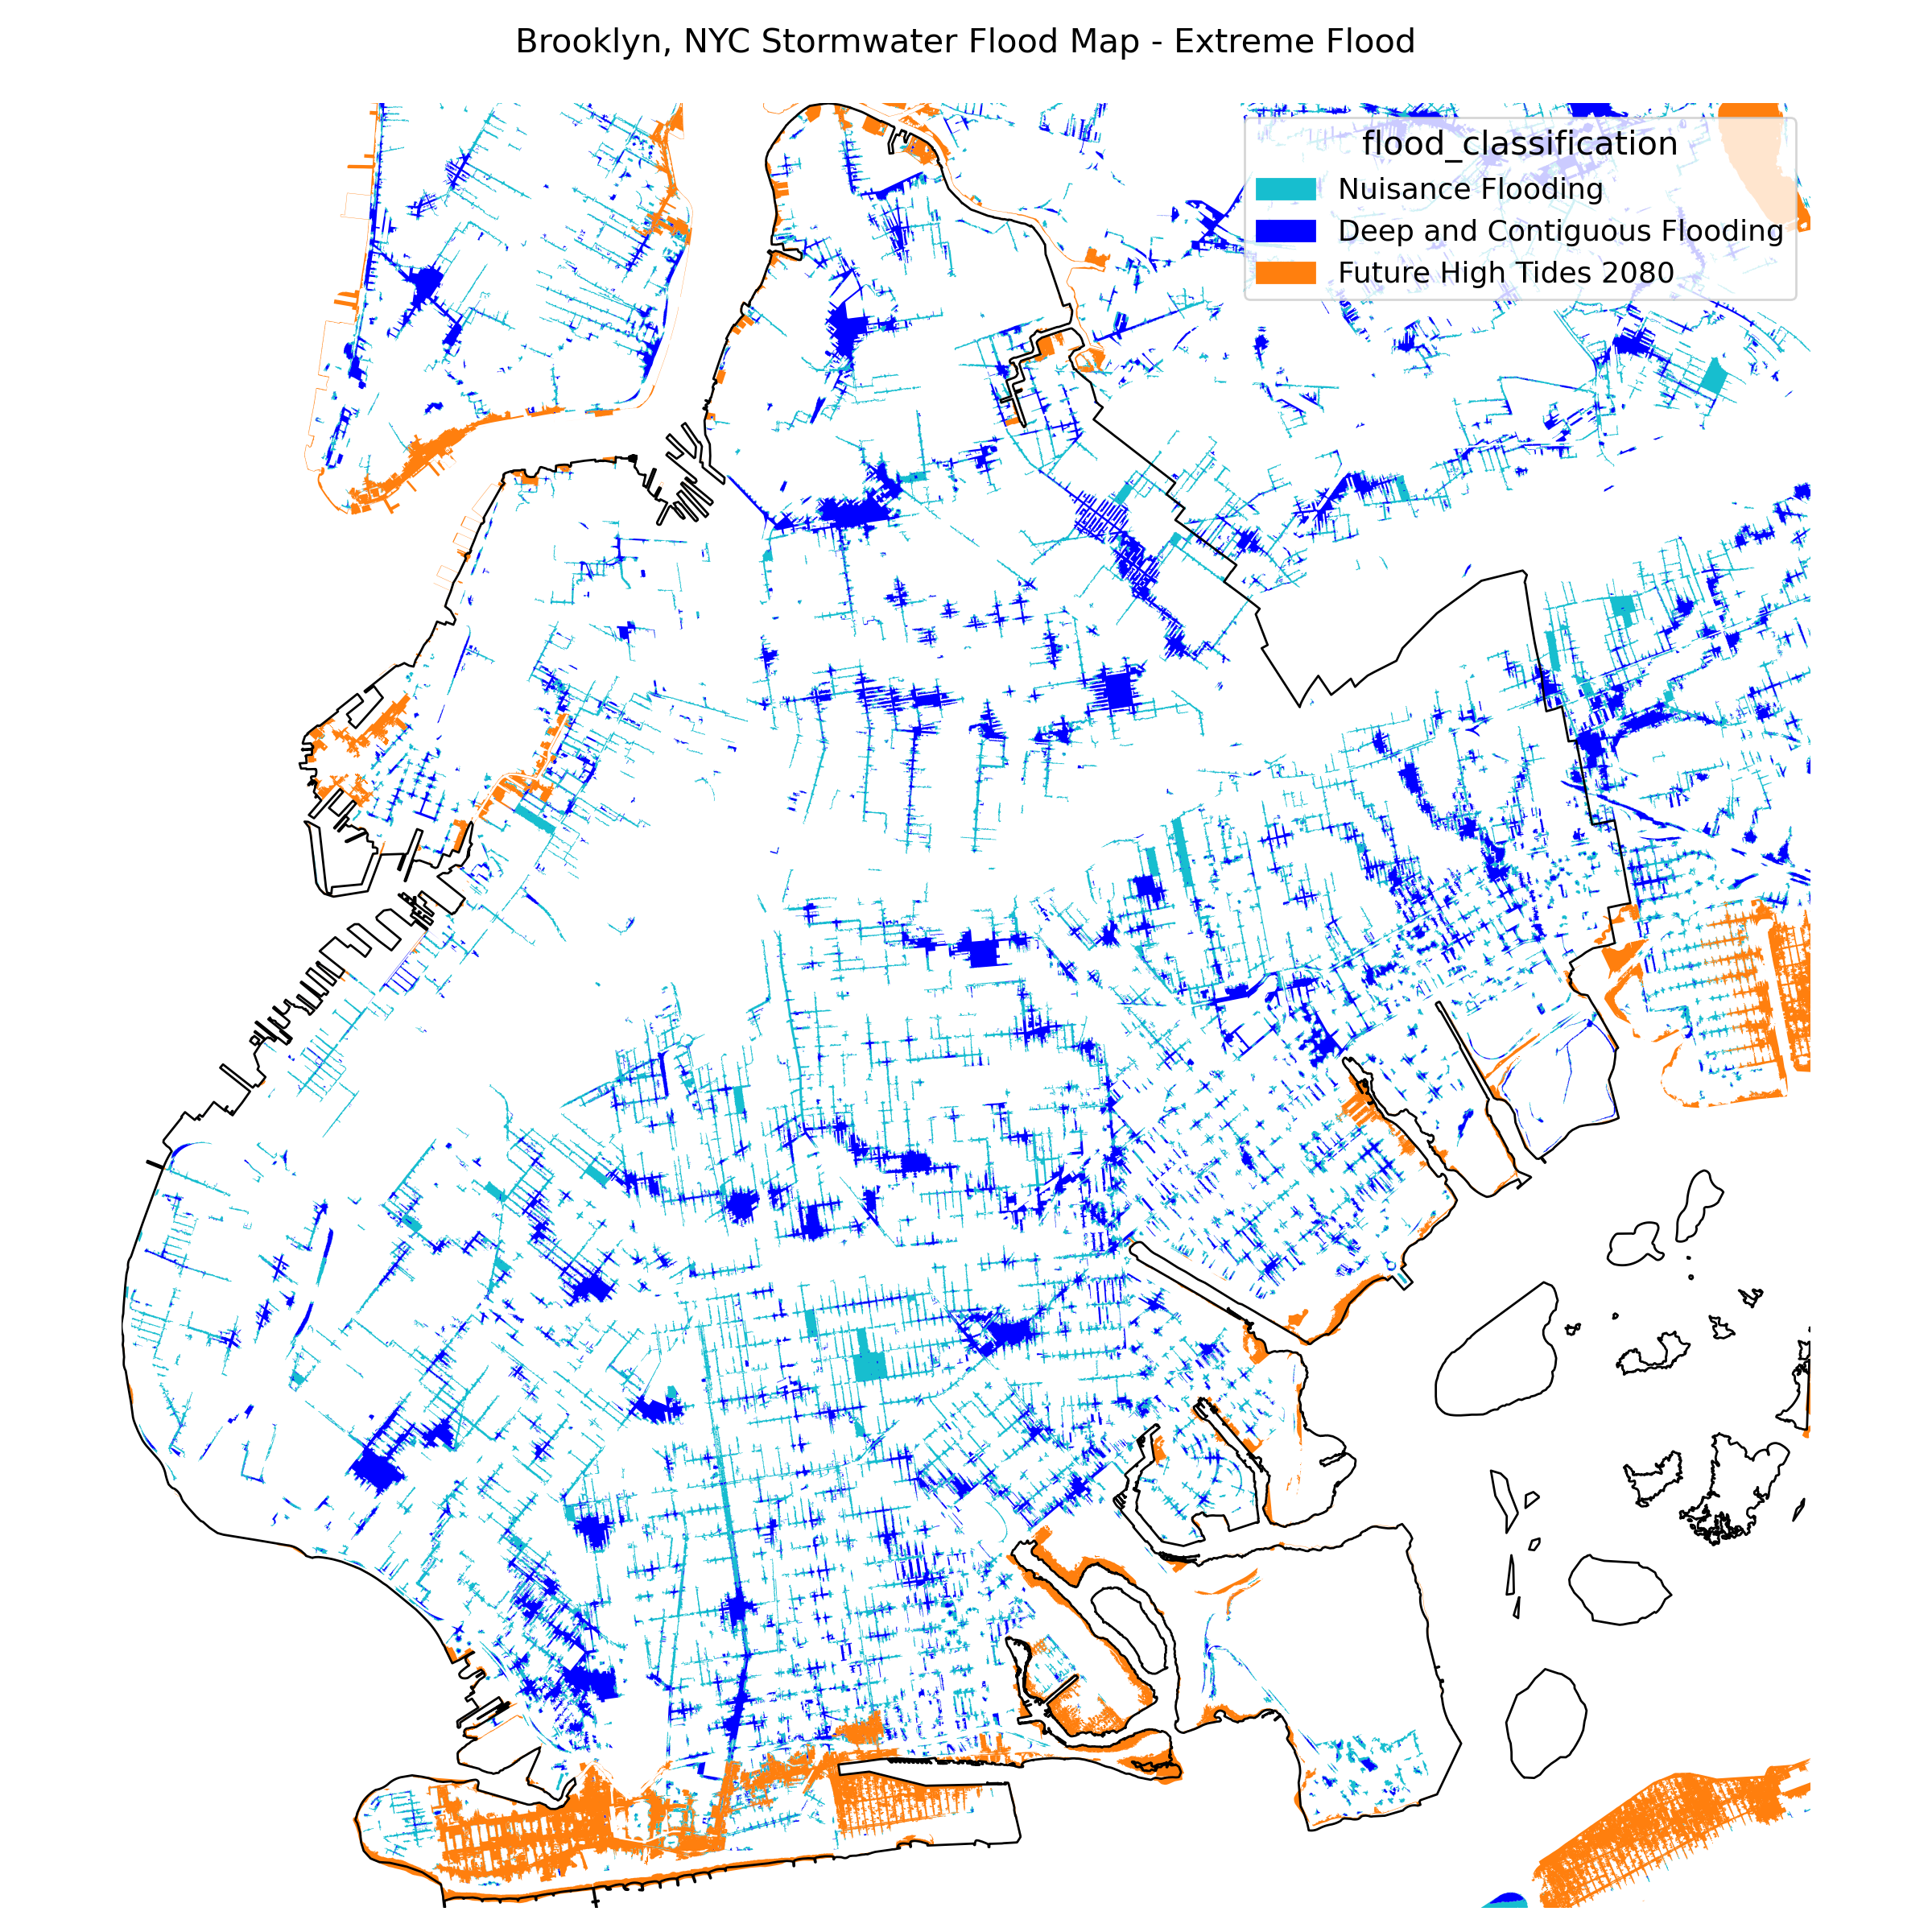 Brooklyn, NYC Stormwater Flood Map - Extreme Flood
flood_classification
Nuisance Flooding
Deep and Contiguous Flooding
Future High Tides 2080